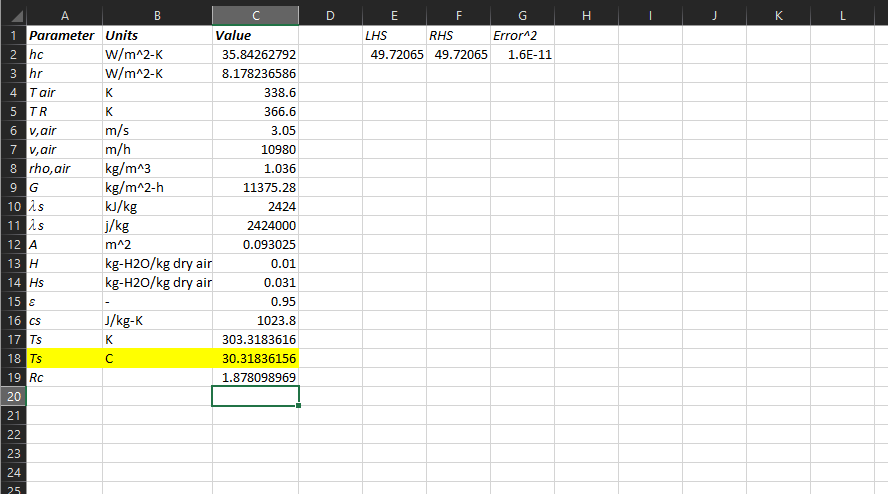 A B C D E F G H I J K L
1 Parameter Units Value LHS RHS Error^2
2 hc W/m^2-K 35.84262792 49.72065 49.72065 1.6E-11
3 hr W/m^2-K 8.178236586
4 T air K 338.6
5 T R K 366.6
6 v,air m/s 3.05
7 v,air m/h 10980
8 rho,air kg/m^3 1.036
9 G kg/m^2-h 11375.28
10 λs kJ/kg 2424
11 λs j/kg 2424000
12 A m^2 0.093025
13 H kg-H2O/kg dry air 0.01
14 Hs kg-H2O/kg dry air 0.031
15 ε - 0.95
16 cs J/kg-K 1023.8
17 Ts K 303.3183616
18 Ts C 30.31836156
19 Rc 1.878098969
20
21
22
23
24
25